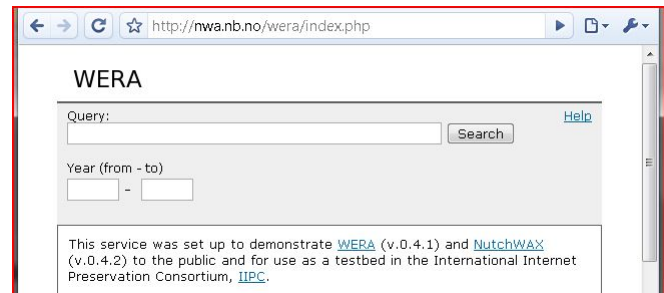 http://nwa.nb.no/wera/index.php
WERA
Query:
Help
Search
Year (from - to)
-
This service was set up to demonstrate WERA (v.0.4.1) and NutchWAX
(v.0.4.2) to the public and for use as a testbed in the International Internet
Preservation Consortium, IIPC.